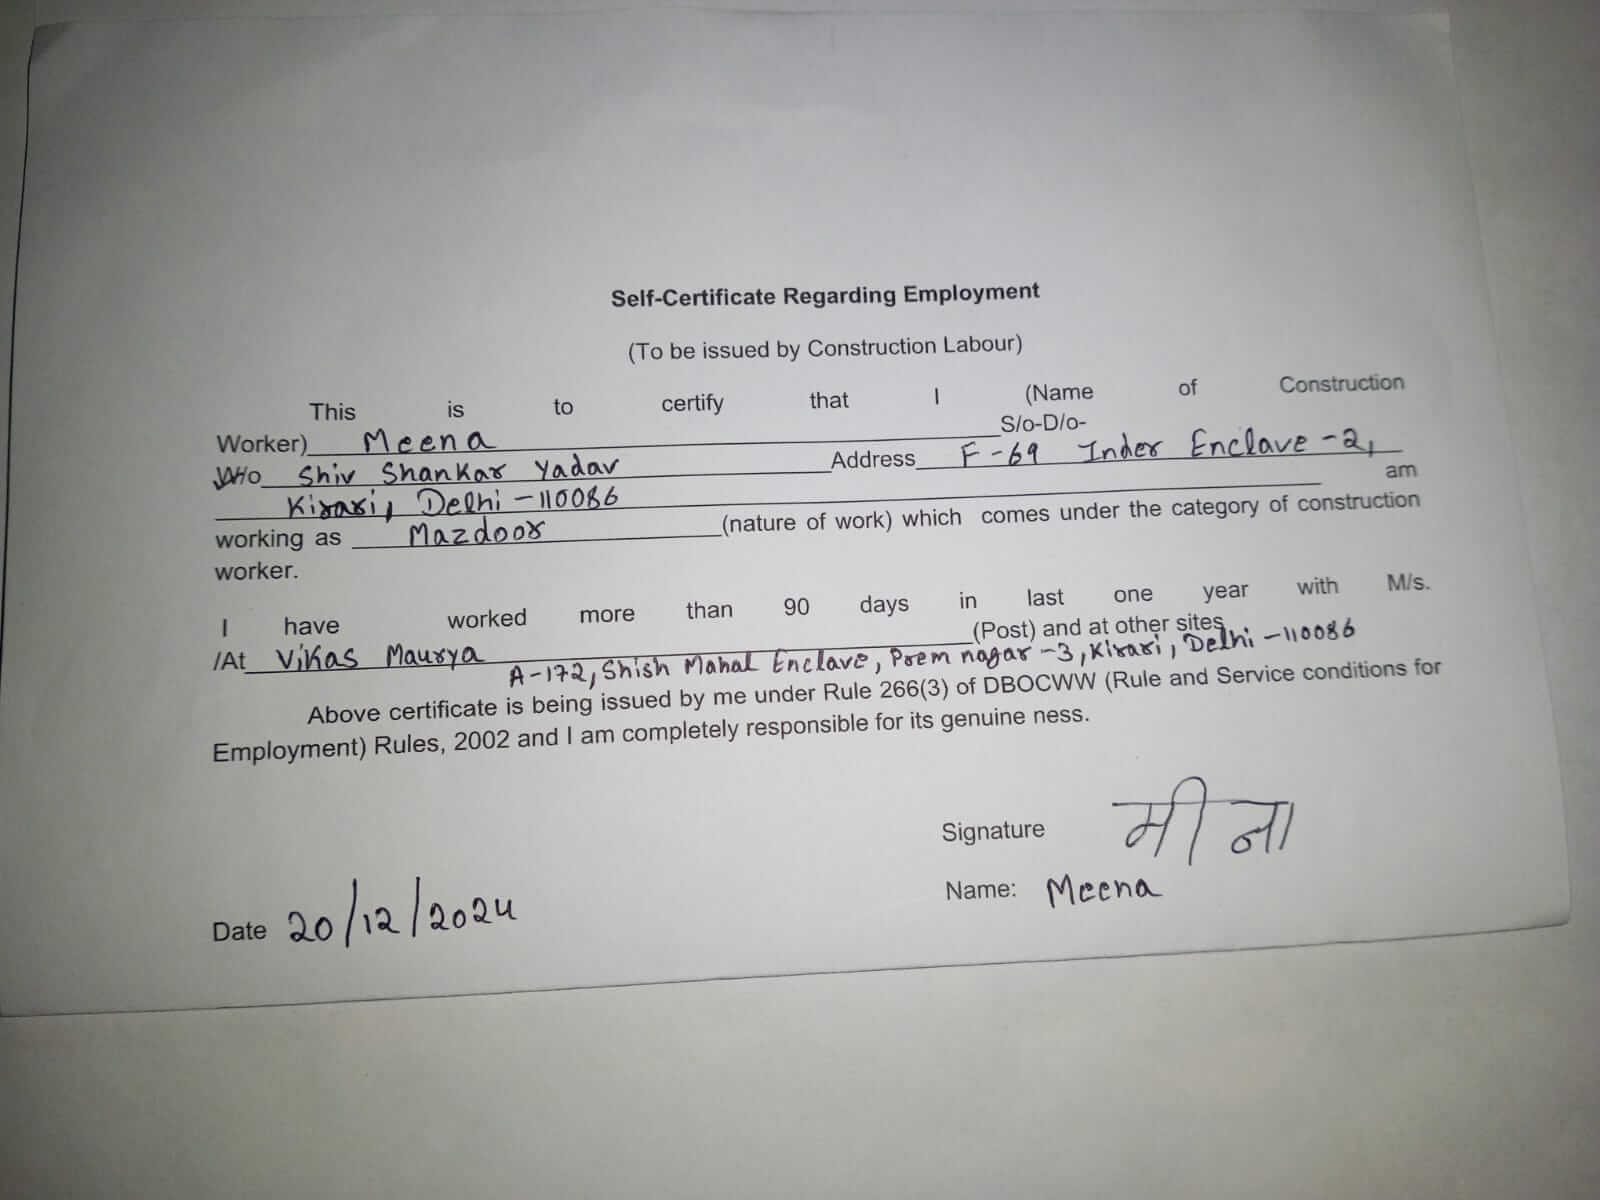 Self-Certificate Regarding Employment
(To be issued by Construction Labour)
This is to certify that I (Name of Construction
Worker) Meena S/o-D/o-
W/o Shiv Shankar Yadav Address F-69 Inder Enclave-2,
Kirari, Delhi-110086 am
working as Mazdoor (nature of work) which comes under the category of construction
worker.
I have worked more than 90 days in last one year with M/s.
/At Vikas Maurya (Post) and at other sites
A-172, Shish Mahal Enclave, Prem nagar-3, Kirari, Delhi-110086
Above certificate is being issued by me under Rule 266(3) of DBOCWW (Rule and Service conditions for
Employment) Rules, 2002 and I am completely responsible for its genuine ness.
Signature मीना
Name: Meena
Date 20/12/2024